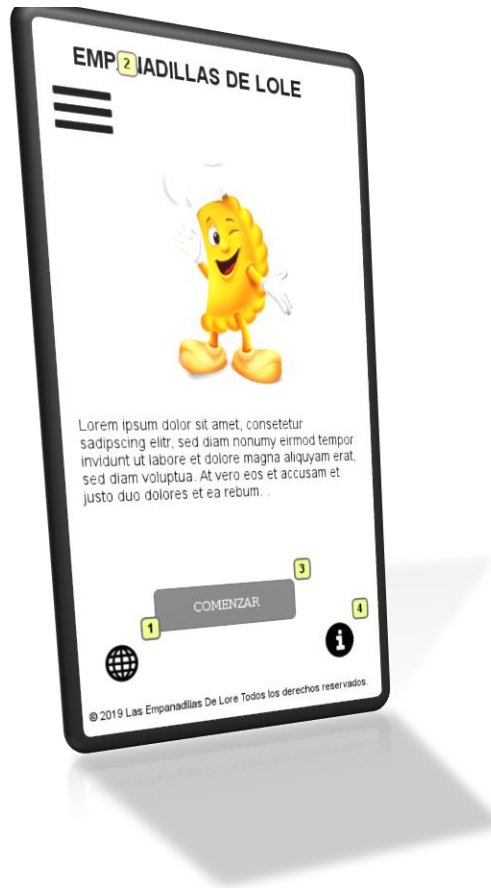 EMP 2 IADILLAS DE LOLE
Lorem ipsum dolor sit amet, consetetur
sadipscing elitr, sed diam nonumy eirmod tempor
invidunt ut labore et dolore magna aliquyam erat,
sed diam voluptua. At vero eos et accusam et
justo duo dolores et ea rebum. .
3
COMENZAR
1
4
© 2019 Las Empanadillas De Lore Todos los derechos reservados.